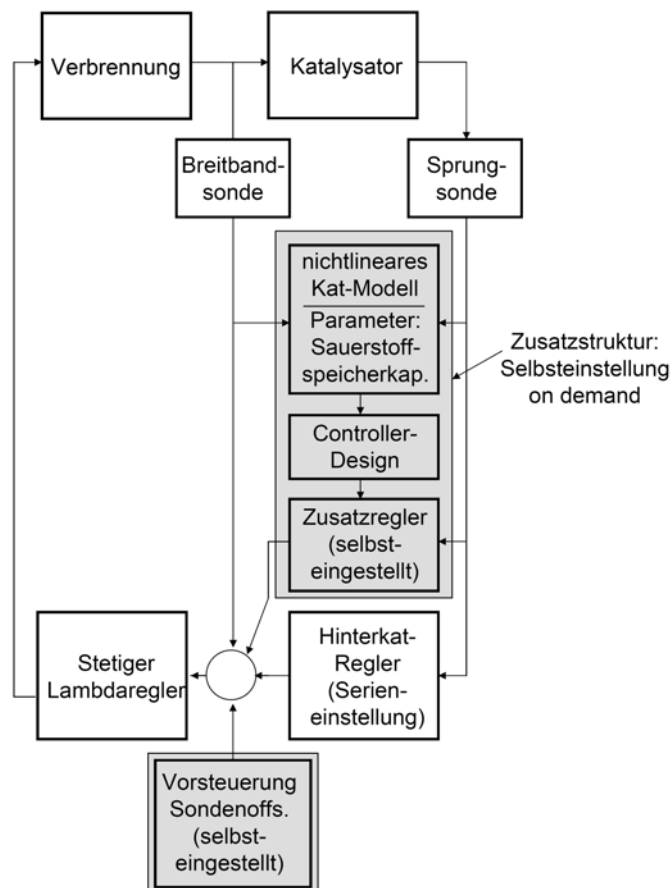 Verbrennung
Katalysator
Breitband-
sonde
Sprung-
sonde
nichtlineares
Kat-Modell
Parameter:
Sauerstoff-
speicherkap.
Zusatzstruktur:
Selbsteinstellung
on demand
Controller-
Design
Zusatzregler
(selbst-
eingestellt)
Stetiger
Lambdaregler
Hinterkat-
Regler
(Serien-
einstellung)
Vorsteuerung
Sondenoffs.
(selbst-
eingestellt)